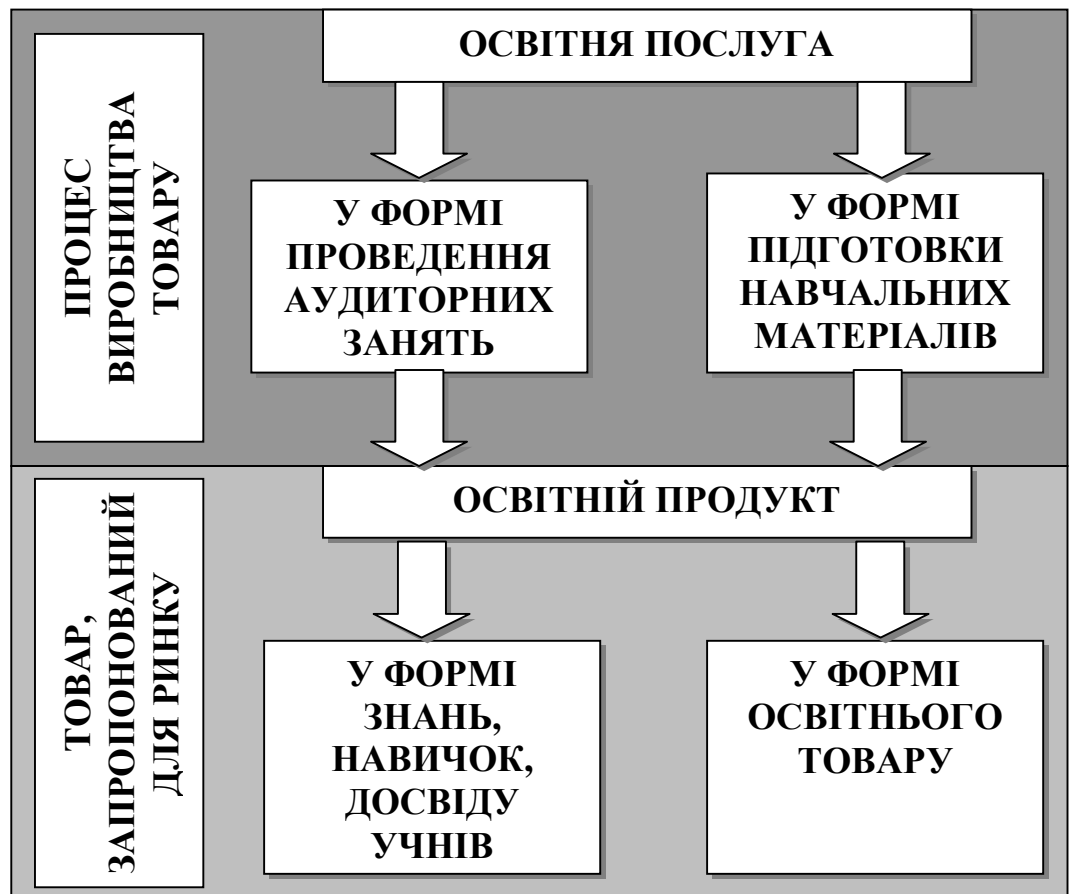 ОСВІТНЯ ПОСЛУГА
ПРОЦЕС
ВИРОБНИЦТВА
ТОВАРУ
У ФОРМІ
ПРОВЕДЕННЯ
АУДИТОРНИХ
ЗАНЯТЬ
У ФОРМІ
ПІДГОТОВКИ
НАВЧАЛЬНИХ
МАТЕРІАЛІВ
ОСВІТНІЙ ПРОДУКТ
ТОВАР,
ЗАПРОПОНОВАНИЙ
ДЛЯ РИНКУ
У ФОРМІ
ЗНАНЬ,
НАВИЧОК,
ДОСВІДУ
УЧНІВ
У ФОРМІ
ОСВІТНЬОГО
ТОВАРУ